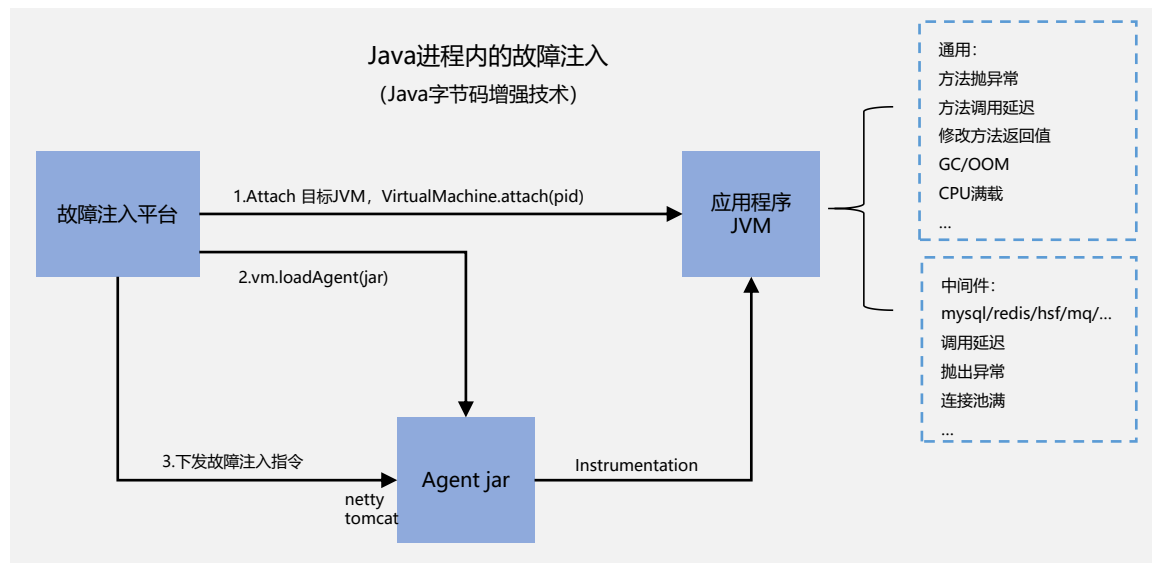 Java进程内的故障注入
（Java字节码增强技术）
故障注入平台
1.Attach 目标JVM，VirtualMachine.attach(pid)
应用程序
JVM
2.vm.loadAgent(jar)
3.下发故障注入指令
netty
tomcat
Agent jar
Instrumentation
通用：
方法抛异常
方法调用延迟
修改方法返回值
GC/OOM
CPU满载
...
中间件：
mysql/redis/hsf/mq/...
调用延迟
抛出异常
连接池满
...